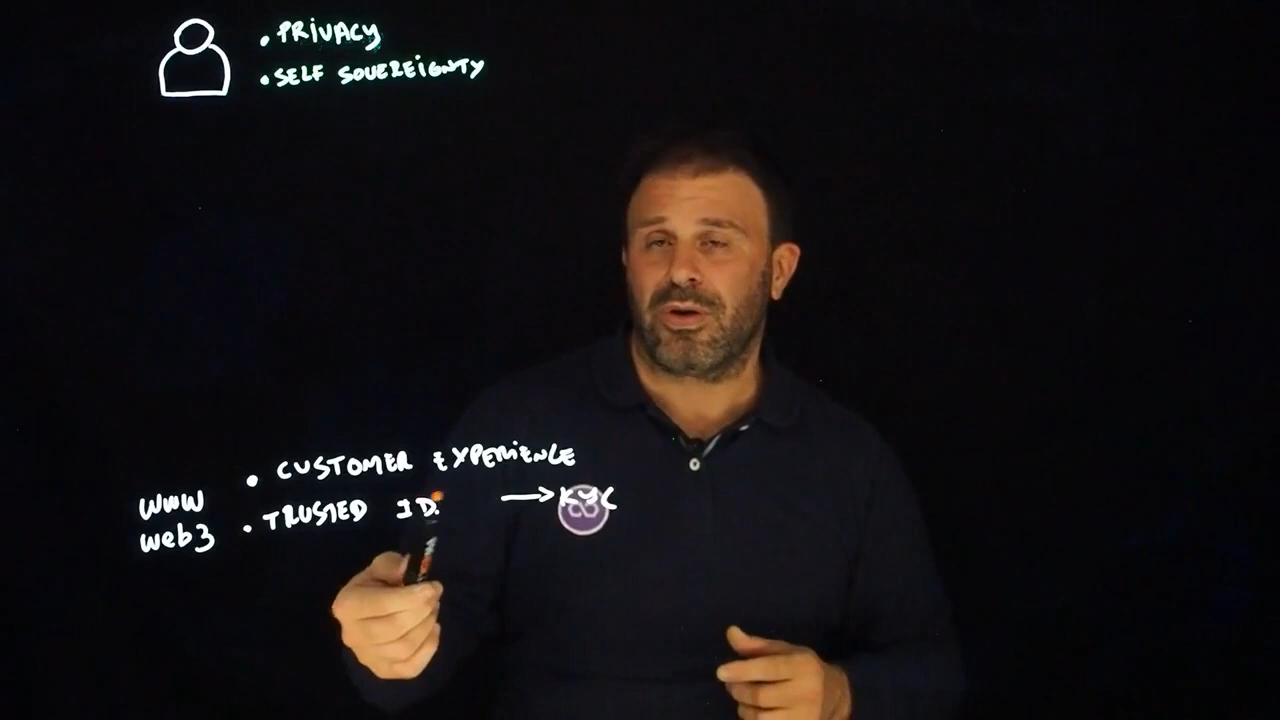 • PRIVACY
• SELF SOVEREIGNTY
• CUSTOMER EXPERIENCE
www
• TRUSTED ID. → KYC
web3